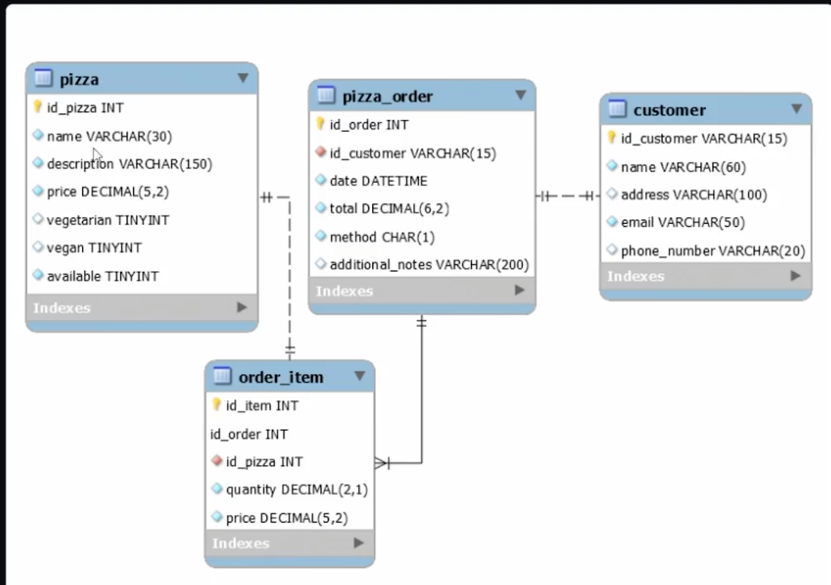 pizza
id_pizza INT
name VARCHAR(30)
description VARCHAR(150)
price DECIMAL(5,2)
vegetarian TINYINT
vegan TINYINT
available TINYINT
Indexes
pizza_order
id_order INT
id_customer VARCHAR(15)
date DATETIME
total DECIMAL(6,2)
method CHAR(1)
additional_notes VARCHAR(200)
Indexes
customer
id_customer VARCHAR(15)
name VARCHAR(60)
address VARCHAR(100)
email VARCHAR(50)
phone_number VARCHAR(20)
Indexes
order_item
id_item INT
id_order INT
id_pizza INT
quantity DECIMAL(2,1)
price DECIMAL(5,2)
Indexes